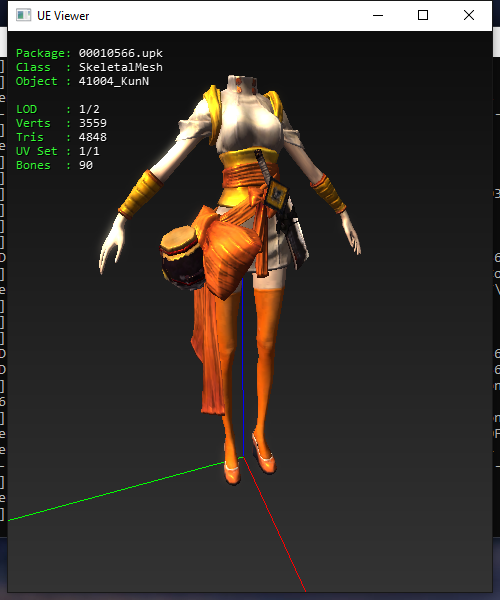 UE Viewer
Package: 00010566.upk
Class : SkeletalMesh
Object : 41004_KunN
LOD : 1/2
Verts : 3559
Tris : 4848
UV Set : 1/1
Bones : 90